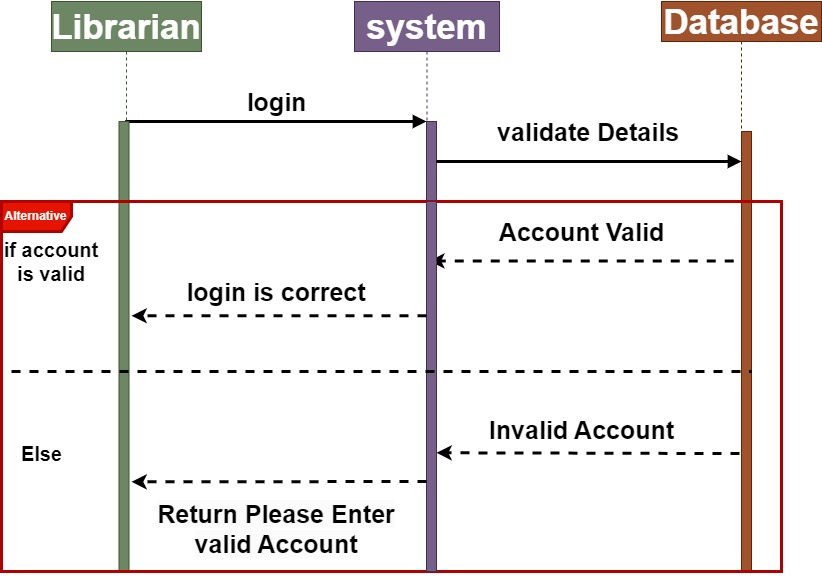 Librarian
system
Database
login
validate Details
Alternative
if account
is valid
Account Valid
login is correct
Invalid Account
Else
Return Please Enter
valid Account